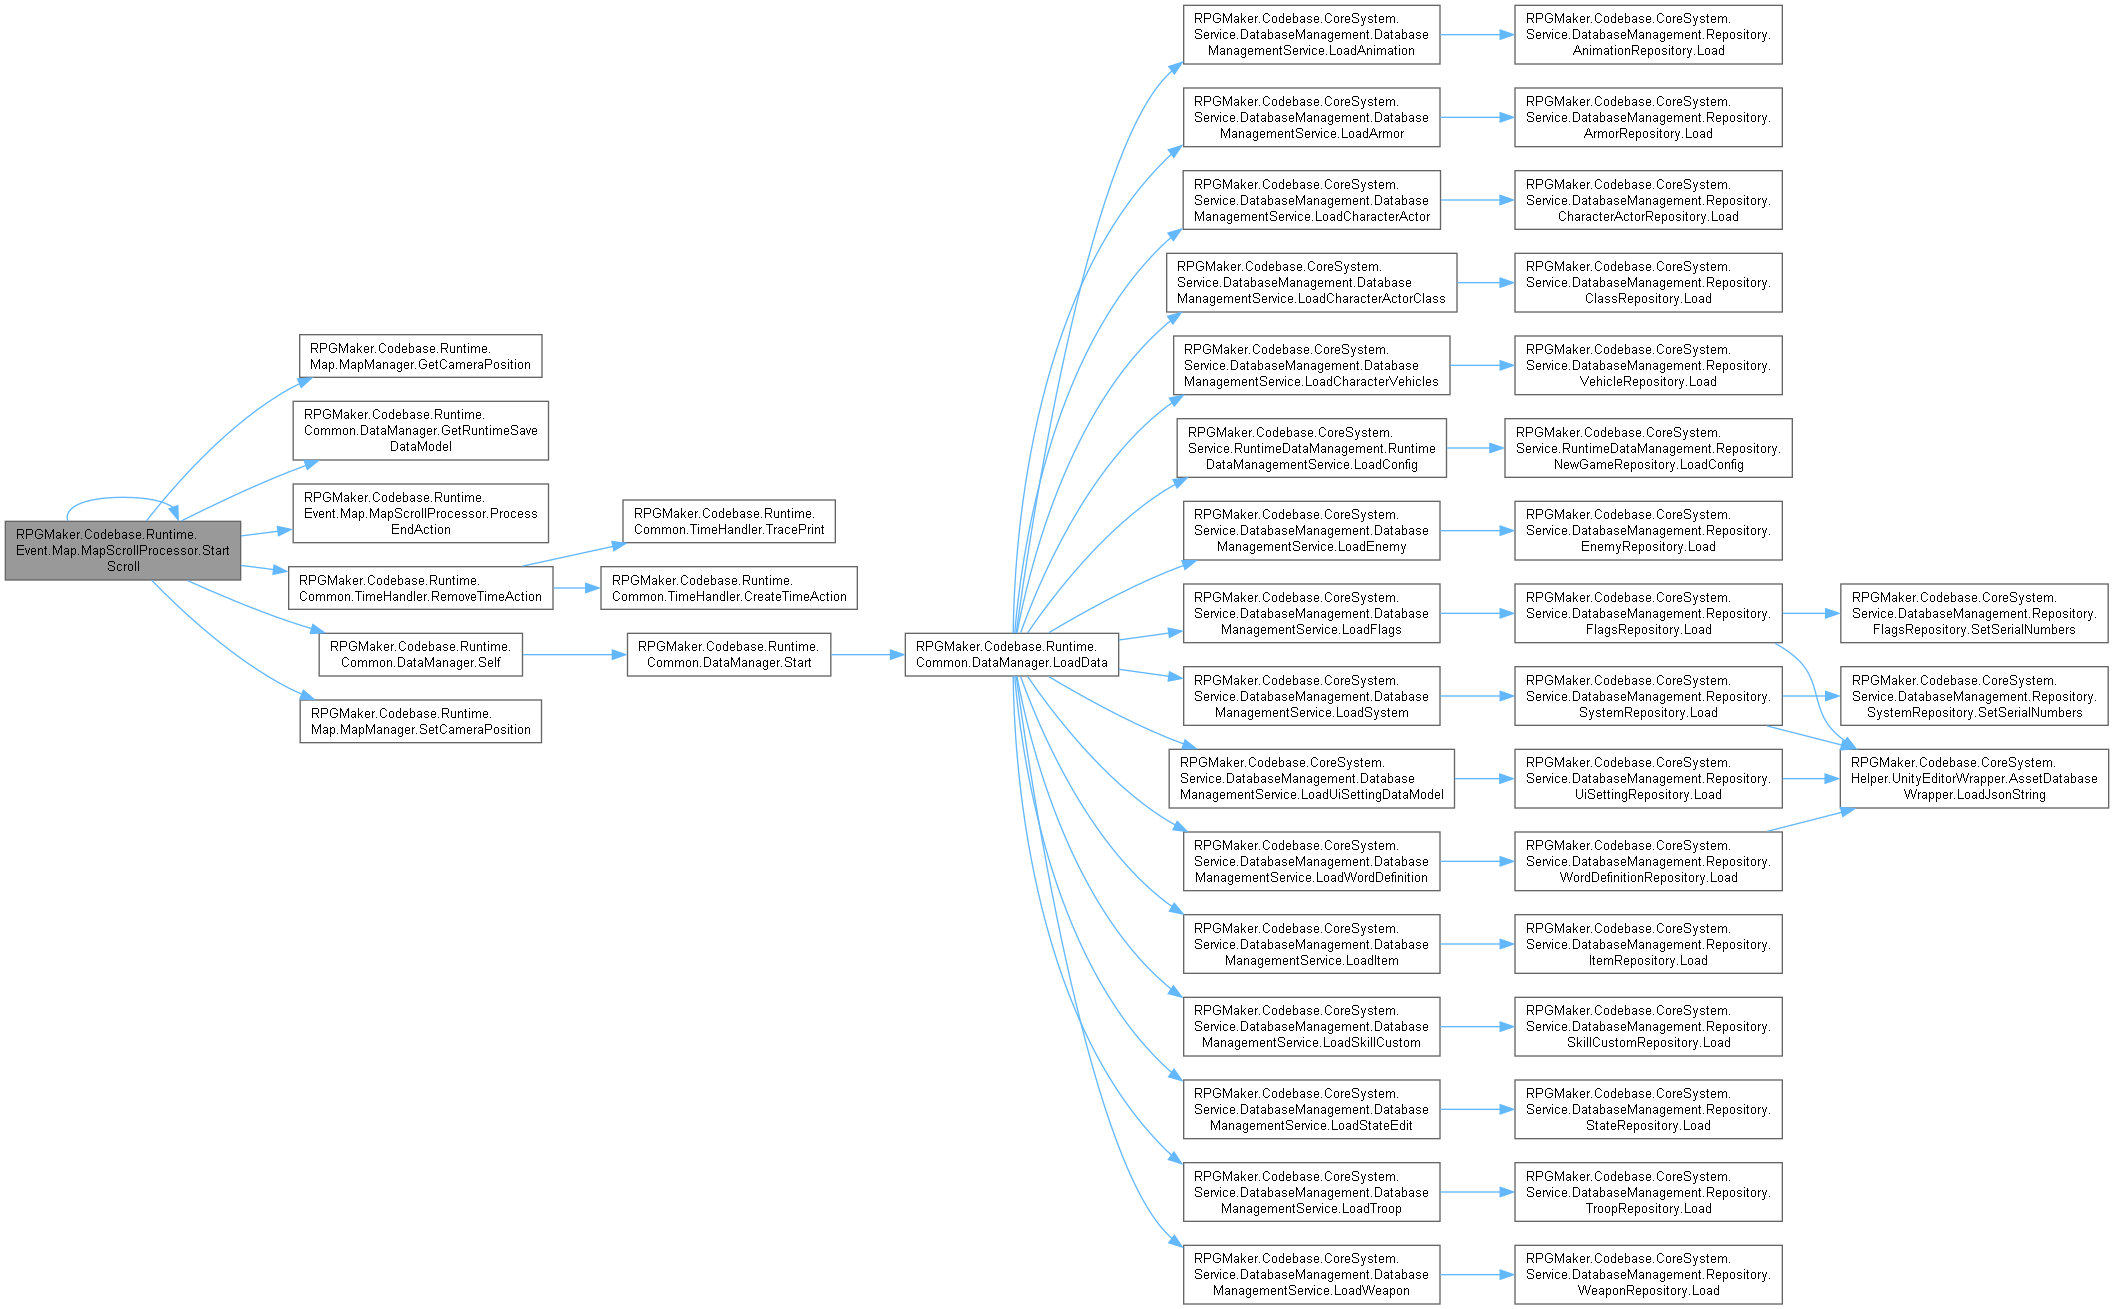 RPGMaker.Codebase.Runtime.
Event.Map.MapScrollProcessor.Start
Scroll
RPGMaker.Codebase.Runtime.
Map.MapManager.GetCameraPosition
RPGMaker.Codebase.Runtime.
Common.DataManager.GetRuntimeSave
DataModel
RPGMaker.Codebase.Runtime.
Event.Map.MapScrollProcessor.Process
EndAction
RPGMaker.Codebase.Runtime.
Common.TimeHandler.RemoveTimeAction
RPGMaker.Codebase.Runtime.
Common.DataManager.Self
RPGMaker.Codebase.Runtime.
Map.MapManager.SetCameraPosition
RPGMaker.Codebase.Runtime.
Common.TimeHandler.TracePrint
RPGMaker.Codebase.Runtime.
Common.TimeHandler.CreateTimeAction
RPGMaker.Codebase.Runtime.
Common.DataManager.Start
RPGMaker.Codebase.Runtime.
Common.DataManager.LoadData
RPGMaker.Codebase.CoreSystem.
Service.DatabaseManagement.Database
ManagementService.LoadAnimation
RPGMaker.Codebase.CoreSystem.
Service.DatabaseManagement.Database
ManagementService.LoadArmor
RPGMaker.Codebase.CoreSystem.
Service.DatabaseManagement.Database
ManagementService.LoadCharacterActor
RPGMaker.Codebase.CoreSystem.
Service.DatabaseManagement.Database
ManagementService.LoadCharacterActorClass
RPGMaker.Codebase.CoreSystem.
Service.DatabaseManagement.Database
ManagementService.LoadCharacterVehicles
RPGMaker.Codebase.CoreSystem.
Service.RuntimeDataManagement.Runtime
DataManagementService.LoadConfig
RPGMaker.Codebase.CoreSystem.
Service.DatabaseManagement.Database
ManagementService.LoadEnemy
RPGMaker.Codebase.CoreSystem.
Service.DatabaseManagement.Database
ManagementService.LoadFlags
RPGMaker.Codebase.CoreSystem.
Service.DatabaseManagement.Database
ManagementService.LoadSystem
RPGMaker.Codebase.CoreSystem.
Service.DatabaseManagement.Database
ManagementService.LoadUiSettingDataModel
RPGMaker.Codebase.CoreSystem.
Service.DatabaseManagement.Database
ManagementService.LoadWordDefinition
RPGMaker.Codebase.CoreSystem.
Service.DatabaseManagement.Database
ManagementService.LoadItem
RPGMaker.Codebase.CoreSystem.
Service.DatabaseManagement.Database
ManagementService.LoadSkillCustom
RPGMaker.Codebase.CoreSystem.
Service.DatabaseManagement.Database
ManagementService.LoadStateEdit
RPGMaker.Codebase.CoreSystem.
Service.DatabaseManagement.Database
ManagementService.LoadTroop
RPGMaker.Codebase.CoreSystem.
Service.DatabaseManagement.Database
ManagementService.LoadWeapon
RPGMaker.Codebase.CoreSystem.
Service.DatabaseManagement.Repository.
AnimationRepository.Load
RPGMaker.Codebase.CoreSystem.
Service.DatabaseManagement.Repository.
ArmorRepository.Load
RPGMaker.Codebase.CoreSystem.
Service.DatabaseManagement.Repository.
CharacterActorRepository.Load
RPGMaker.Codebase.CoreSystem.
Service.DatabaseManagement.Repository.
ClassRepository.Load
RPGMaker.Codebase.CoreSystem.
Service.DatabaseManagement.Repository.
VehicleRepository.Load
RPGMaker.Codebase.CoreSystem.
Service.RuntimeDataManagement.Repository.
NewGameRepository.LoadConfig
RPGMaker.Codebase.CoreSystem.
Service.DatabaseManagement.Repository.
EnemyRepository.Load
RPGMaker.Codebase.CoreSystem.
Service.DatabaseManagement.Repository.
FlagsRepository.Load
RPGMaker.Codebase.CoreSystem.
Service.DatabaseManagement.Repository.
SystemRepository.Load
RPGMaker.Codebase.CoreSystem.
Service.DatabaseManagement.Repository.
UiSettingRepository.Load
RPGMaker.Codebase.CoreSystem.
Service.DatabaseManagement.Repository.
WordDefinitionRepository.Load
RPGMaker.Codebase.CoreSystem.
Service.DatabaseManagement.Repository.
ItemRepository.Load
RPGMaker.Codebase.CoreSystem.
Service.DatabaseManagement.Repository.
SkillCustomRepository.Load
RPGMaker.Codebase.CoreSystem.
Service.DatabaseManagement.Repository.
StateRepository.Load
RPGMaker.Codebase.CoreSystem.
Service.DatabaseManagement.Repository.
TroopRepository.Load
RPGMaker.Codebase.CoreSystem.
Service.DatabaseManagement.Repository.
WeaponRepository.Load
RPGMaker.Codebase.CoreSystem.
Service.DatabaseManagement.Repository.
FlagsRepository.SetSerialNumbers
RPGMaker.Codebase.CoreSystem.
Service.DatabaseManagement.Repository.
SystemRepository.SetSerialNumbers
RPGMaker.Codebase.CoreSystem.
Helper.UnityEditorWrapper.AssetDatabase
Wrapper.LoadJsonString